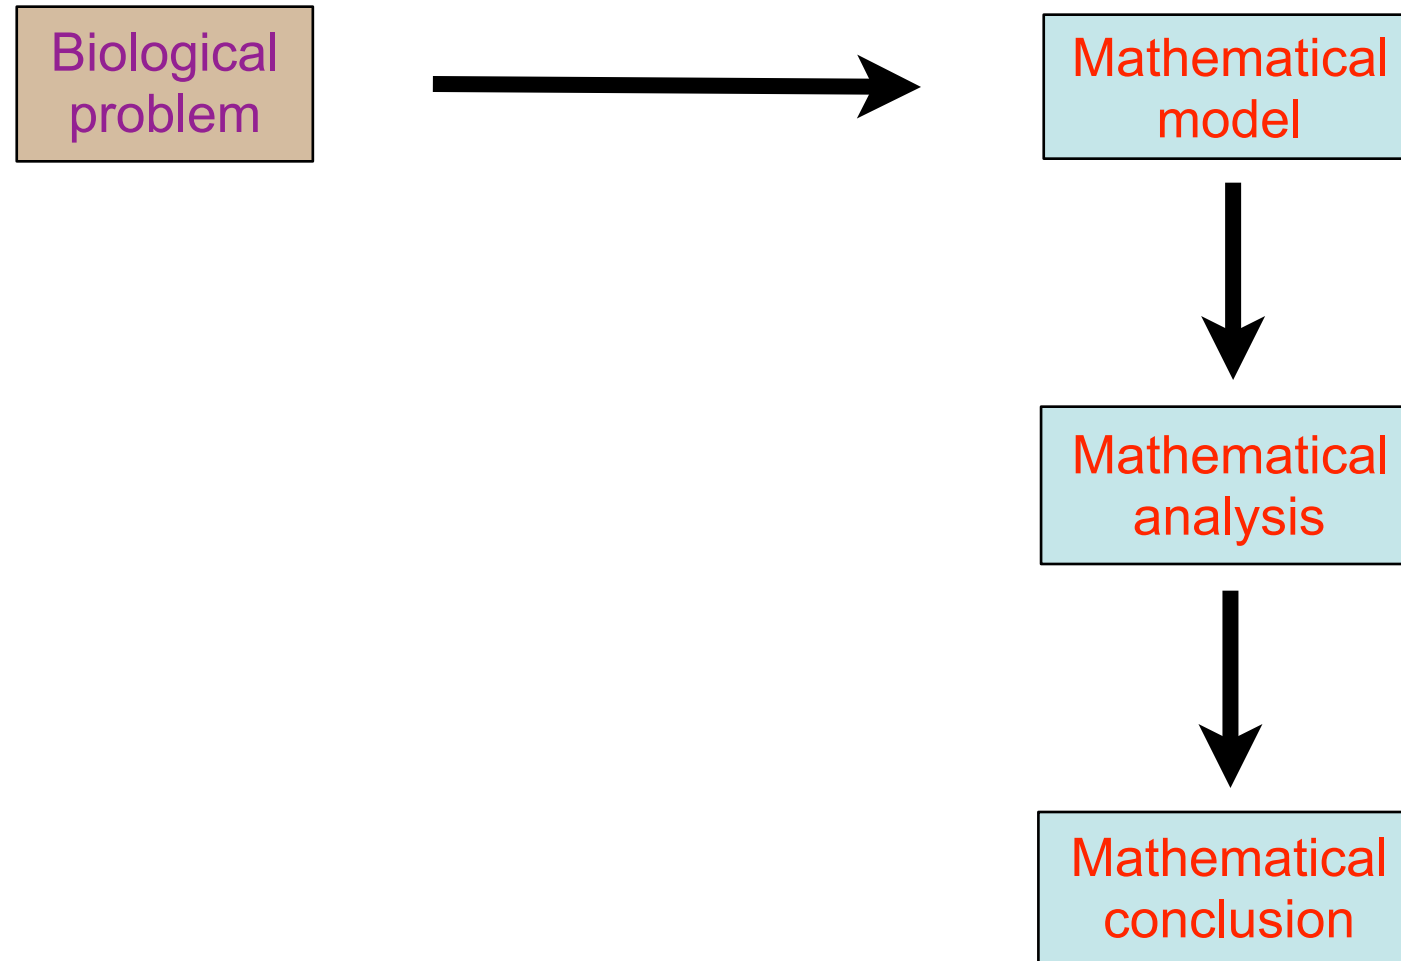 Biological
problem
Mathematical
model
Mathematical
analysis
Mathematical
conclusion